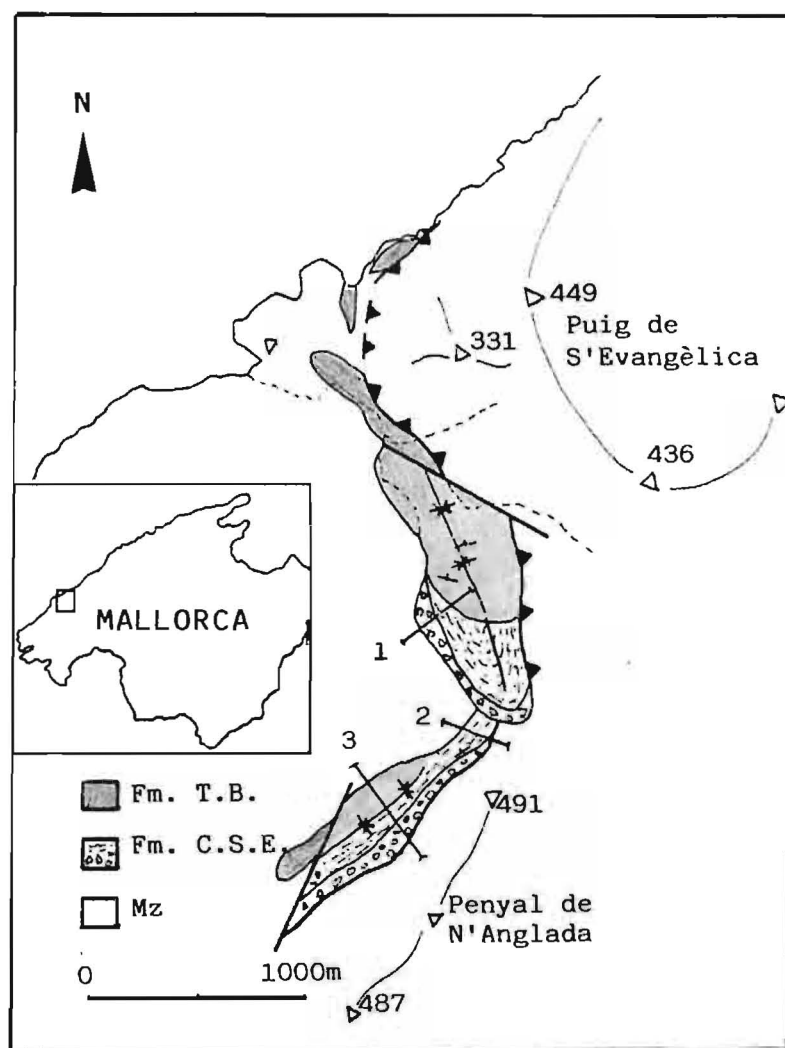 N
449
Puig de
S'Evangèlica
331
436
MALLORCA
1
2
3
491
Fm. T.B.
Fm. C.S.E.
Mz
Penyal de
N'Anglada
0 1000m
487